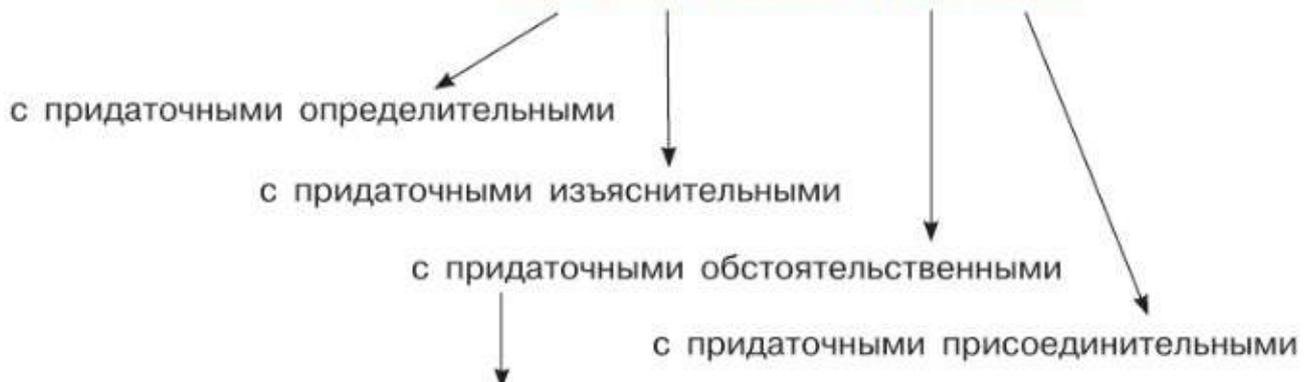 с придаточными определительными
с придаточными изъяснительными
с придаточными обстоятельственными
с придаточными присоединительными